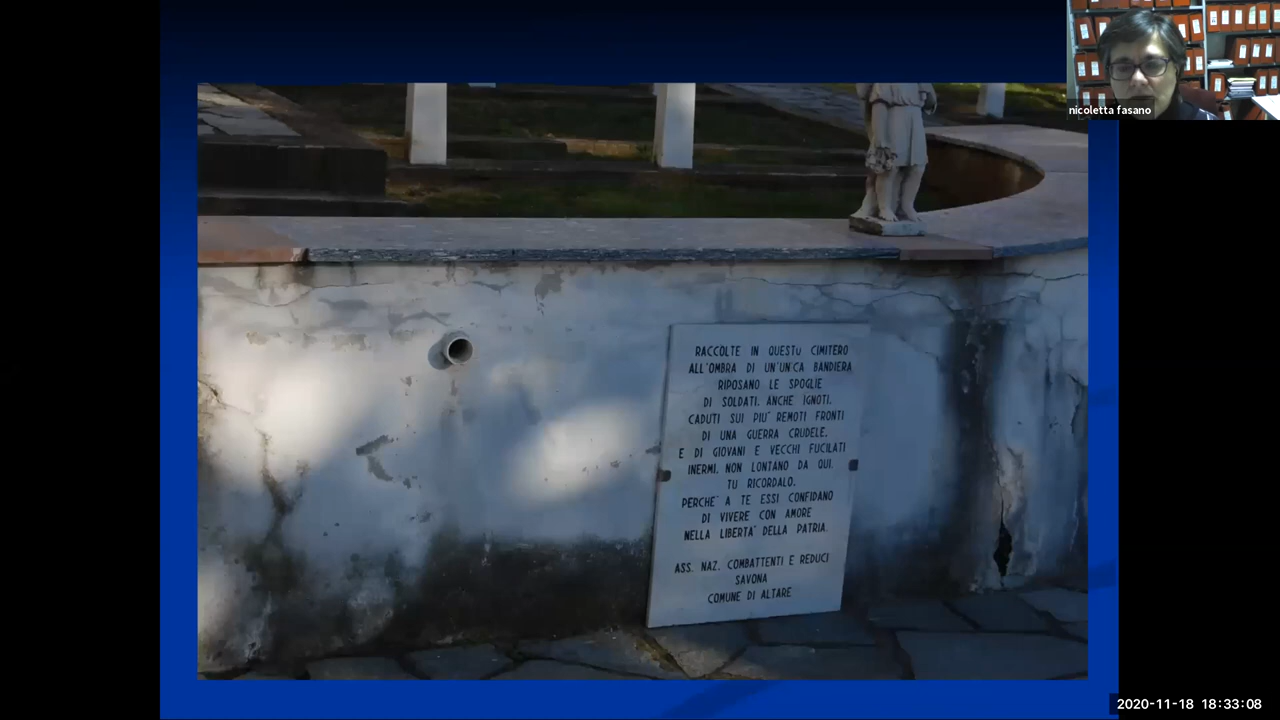 nicoletta fasano
RACCOLTE IN QUESTO CIMITERO
ALL'OMBRA DI UN'UNICA BANDIERA
RIPOSANO LE SPOGLIE
DI SOLDATI, ANCHE IGNOTI,
CADUTI SUI PIU' REMOTI FRONTI
DI UNA GUERRA CRUDELE,
E DI GIOVANI E VECCHI FUCILATI
INERMI, NON LONTANO DA QUI.
TU RICORDALO,
PERCHE' A TE ESSI CONFIDANO
DI VIVERE CON AMORE
NELLA LIBERTA' DELLA PATRIA.
ASS. NAZ. COMBATTENTI E REDUCI
SAVONA
COMUNE DI ALTARE
2020-11-18 18:33:08